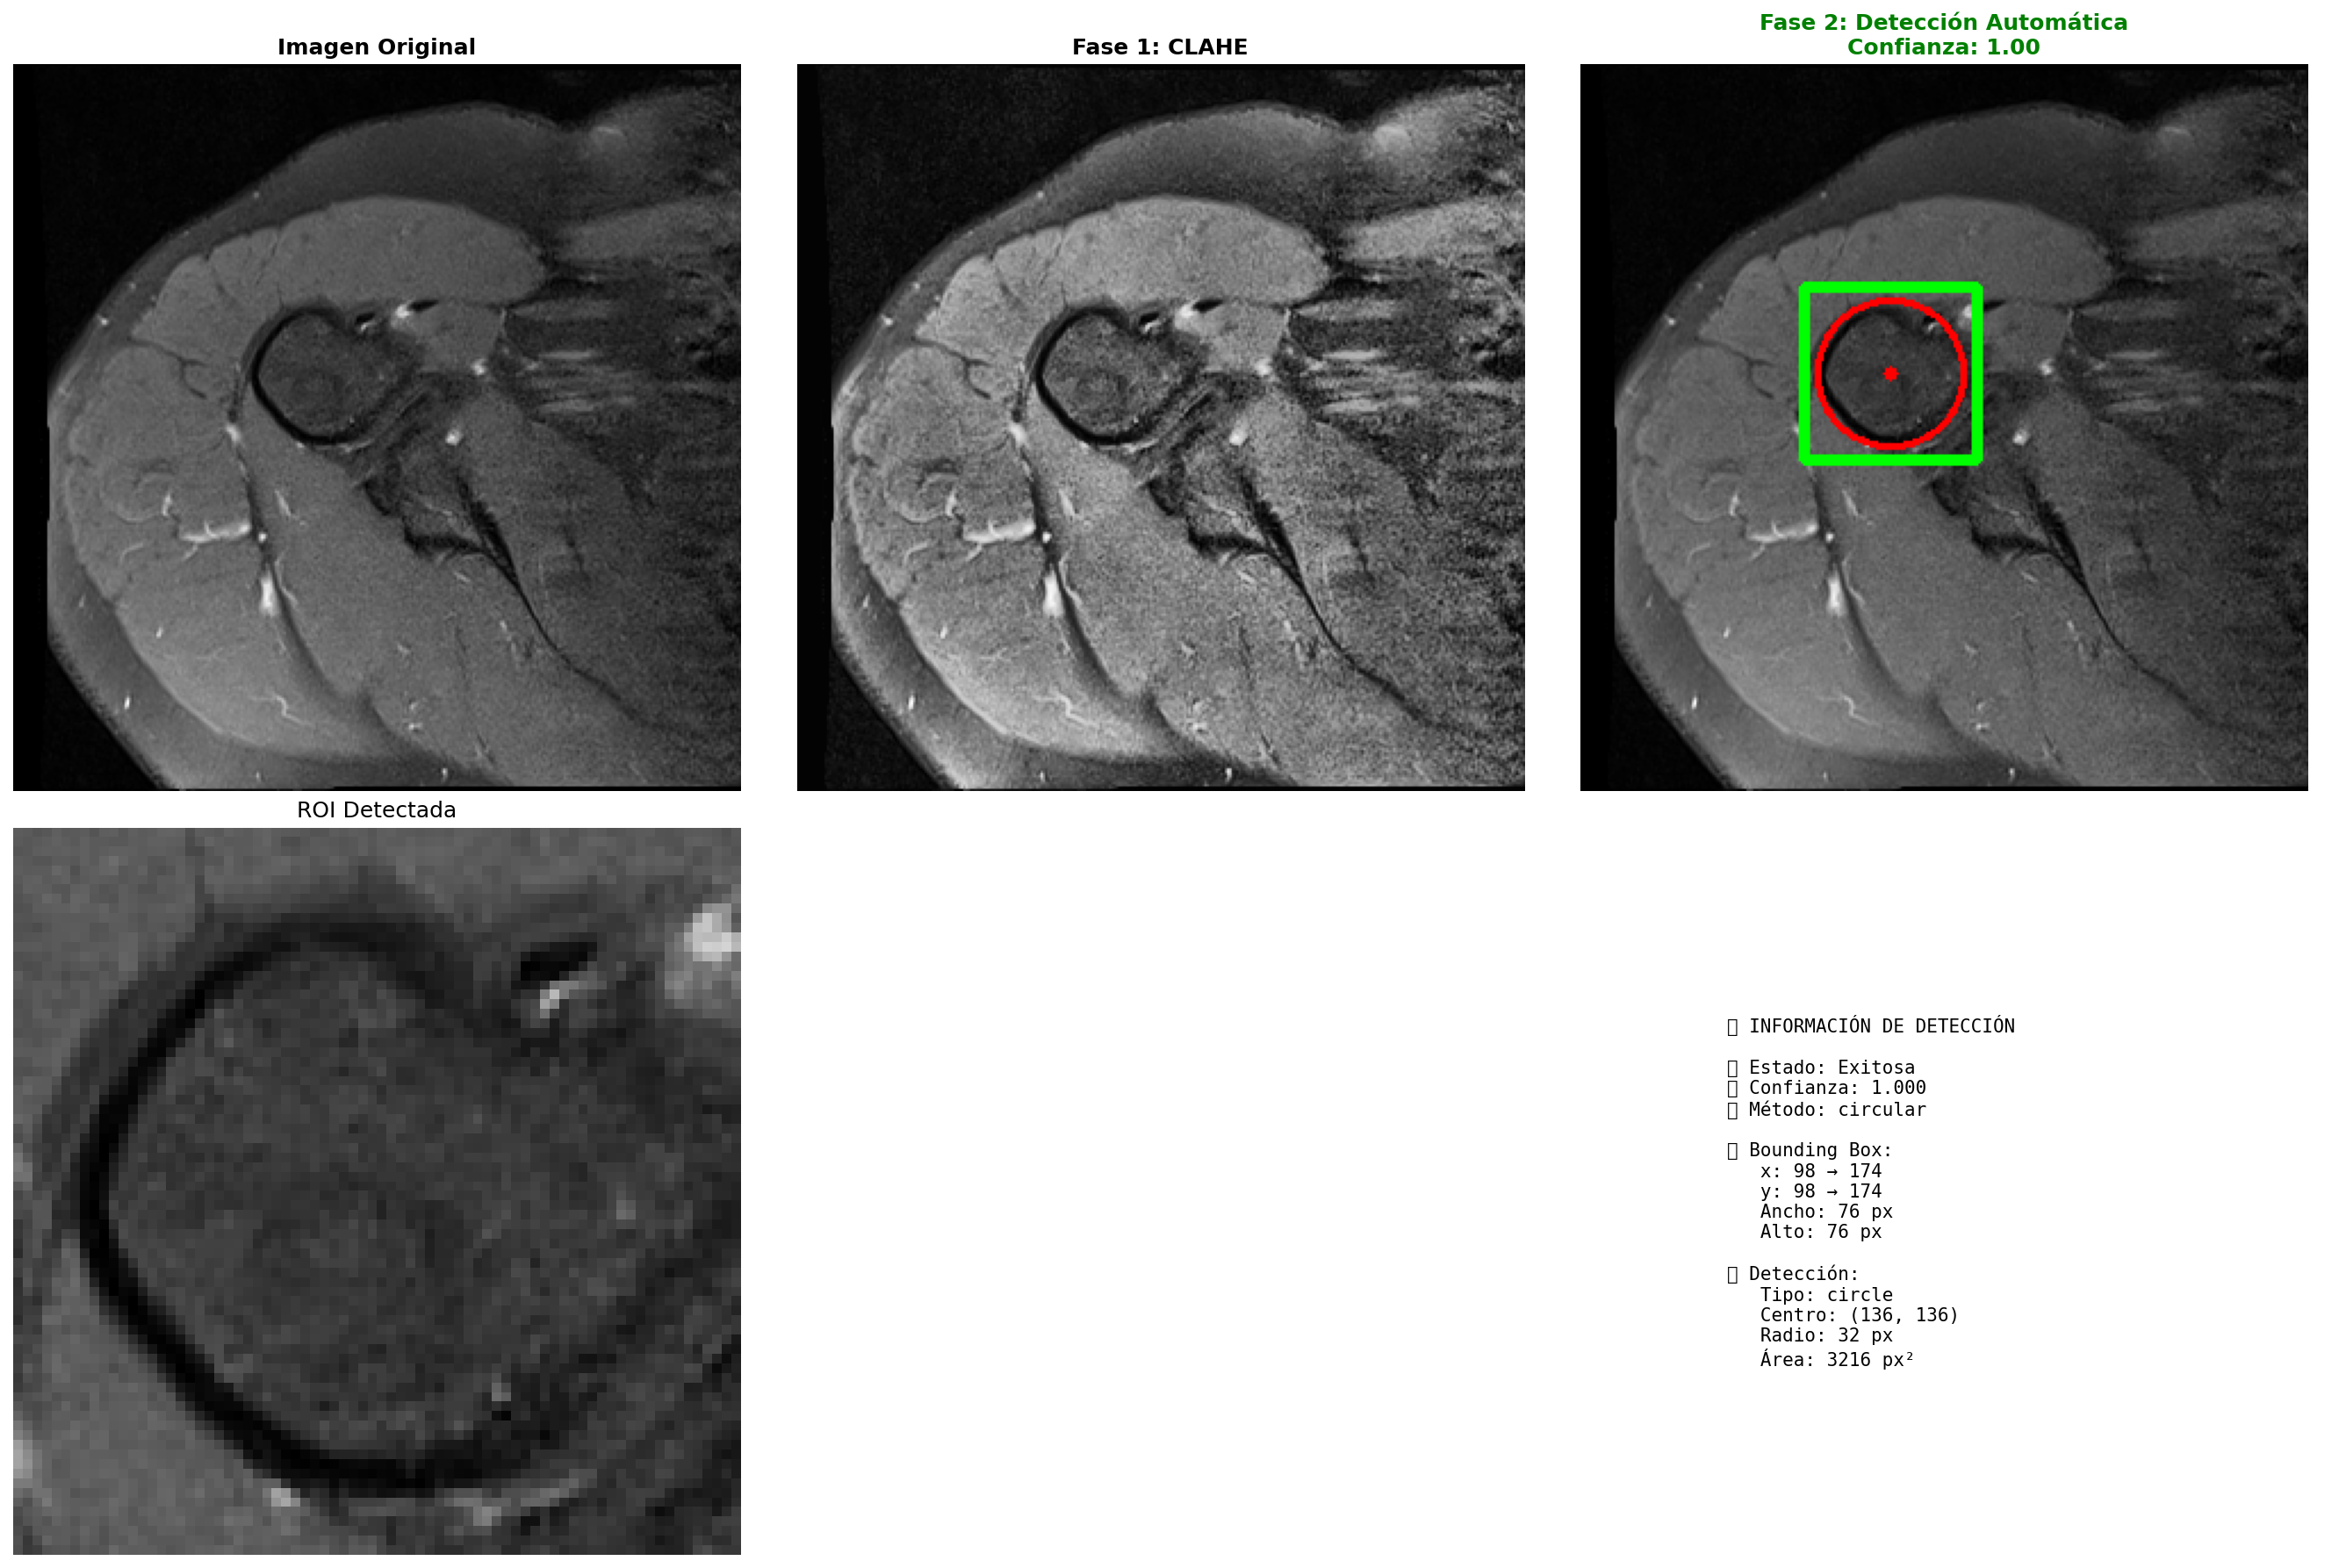 Imagen Original
Fase 1: CLAHE
Fase 2: Detección Automática
Confianza: 1.00
ROI Detectada
INFORMACIÓN DE DETECCIÓN
Estado: Exitosa
Confianza: 1.000
Método: circular
Bounding Box:
x: 98 → 174
y: 98 → 174
Ancho: 76 px
Alto: 76 px
Detección:
Tipo: circle
Centro: (136, 136)
Radio: 32 px
Área: 3216 px²